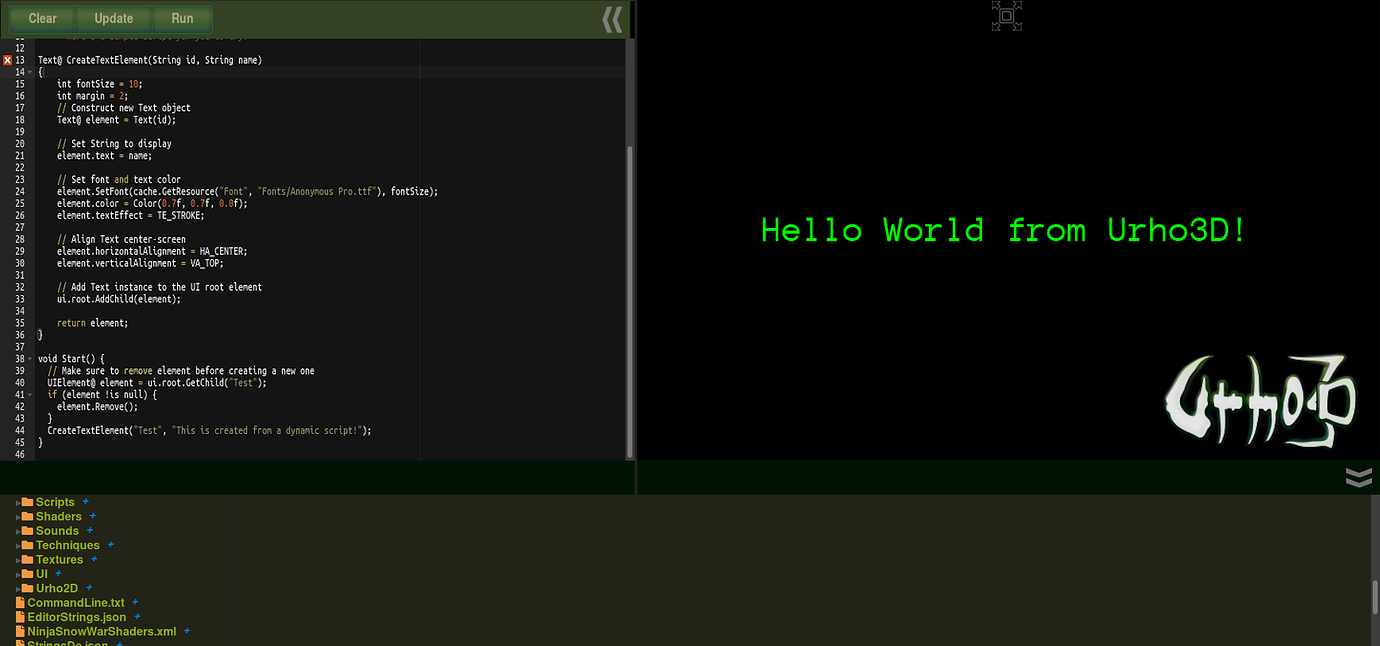 Clear Update Run
12
13 Text@ CreateTextElement(String id, String name)
14 {
15 int fontSize = 10;
16 int margin = 2;
17 // Construct new Text object
18 Text@ element = Text(id);
19
20 // Set String to display
21 element.text = name;
22
23 // Set font and text color
24 element.SetFont(cache.GetResource("Font", "Fonts/Anonymous Pro.ttf"), fontSize);
25 element.color = Color(0.7f, 0.7f, 0.0f);
26 element.textEffect = TE_STROKE;
27
28 // Align Text center-screen
29 element.horizontalAlignment = HA_CENTER;
30 element.verticalAlignment = VA_TOP;
31
32 // Add Text instance to the UI root element
33 ui.root.AddChild(element);
34
35 return element;
36 }
37
38 void Start() {
39 // Make sure to remove element before creating a new one
40 UIElement@ element = ui.root.GetChild("Test");
41 if (element !is null) {
42 element.Remove();
43 }
44 CreateTextElement("Test", "This is created from a dynamic script!");
45 }
46
Hello World from Urho3D!
Scripts +
Shaders +
Sounds +
Techniques +
Textures +
UI +
Urho2D +
CommandLine.txt +
EditorStrings.json +
NinjaSnowWarShaders.xml +
StringsDe.json +